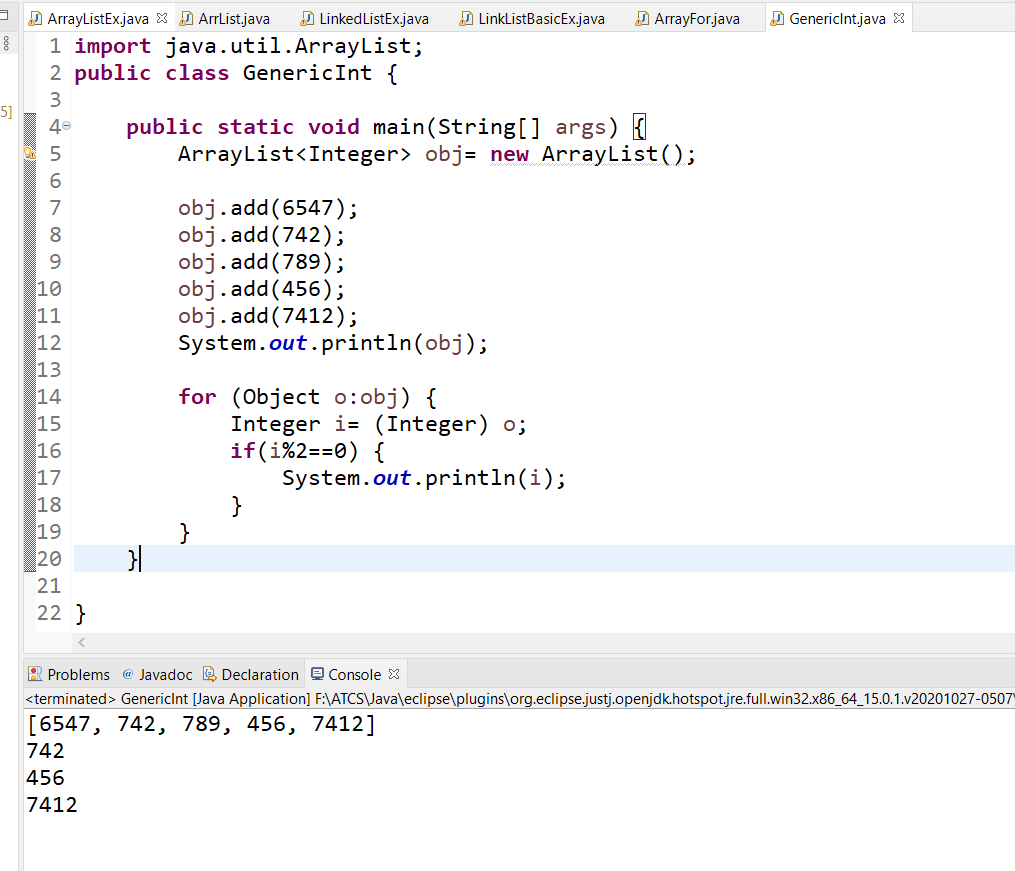 ArrayListEx.java ArrList.java LinkedListEx.java LinkListBasicEx.java ArrayFor.java GenericInt.java
5]
1 import java.util.ArrayList;
2 public class GenericInt {
3
4 public static void main(String[] args) {
5 ArrayList<Integer> obj= new ArrayList();
6
7 obj.add(6547);
8 obj.add(742);
9 obj.add(789);
10 obj.add(456);
11 obj.add(7412);
12 System.out.println(obj);
13
14 for (Object o:obj) {
15 Integer i= (Integer) o;
16 if(i%2==0) {
17 System.out.println(i);
18 }
19 }
20 }
21
22 }
Problems @ Javadoc Declaration Console
<terminated> GenericInt [Java Application] F:\ATCS\Java\eclipse\plugins\org.eclipse.justj.openjdk.hotspot.jre.full.win32.x86_64_15.0.1.v20201027-0507\
[6547, 742, 789, 456, 7412]
742
456
7412